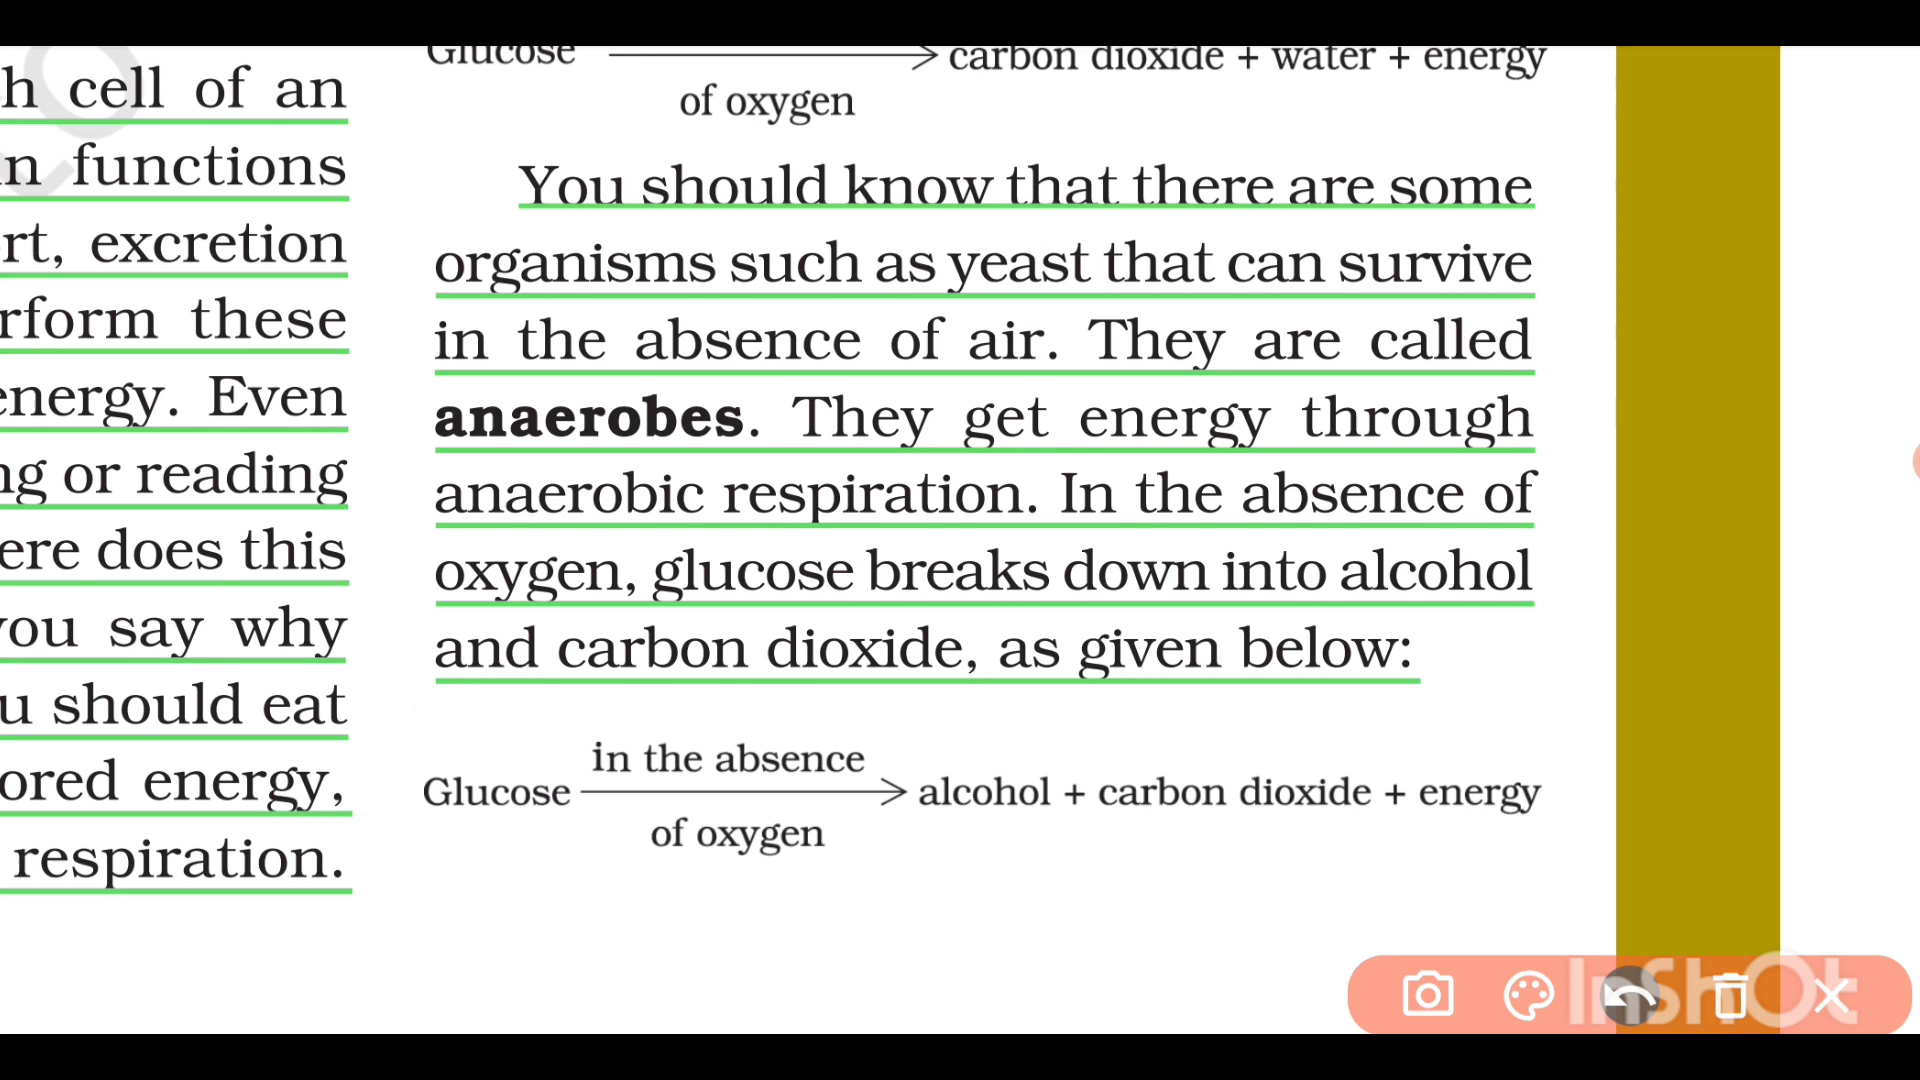 h cell of an
in functions
rt, excretion
rform these
energy. Even
ng or reading
ere does this
you say why
u should eat
ored energy,
respiration.
Glucose → carbon dioxide + water + energy
of oxygen
You should know that there are some
organisms such as yeast that can survive
in the absence of air. They are called
anaerobes. They get energy through
anaerobic respiration. In the absence of
oxygen, glucose breaks down into alcohol
and carbon dioxide, as given below:
in the absence
Glucose → alcohol + carbon dioxide + energy
of oxygen
InShOt